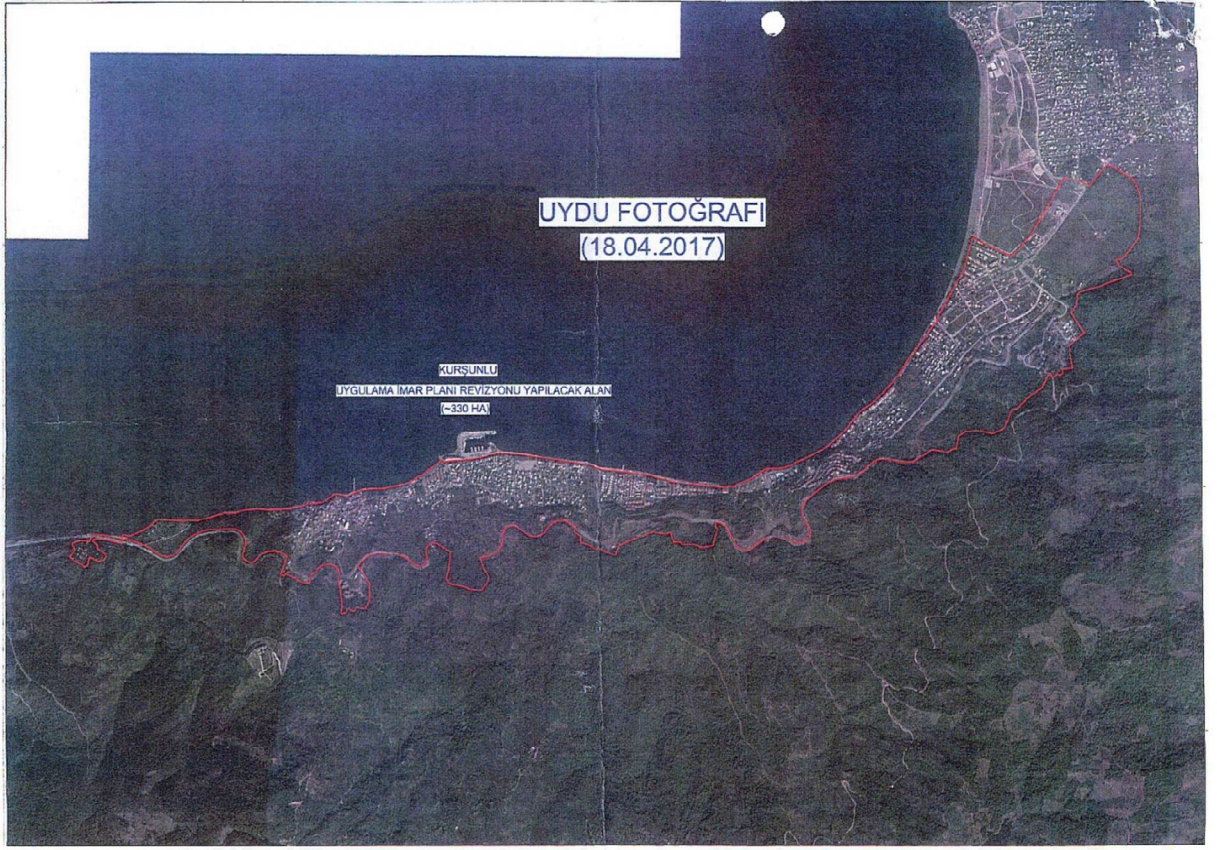 UYDU FOTOĞRAFI
(18.04.2017)
KURŞUNLU
UYGULAMA İMAR PLANI REVİZYONU YAPILACAK ALAN
(~330 HA)